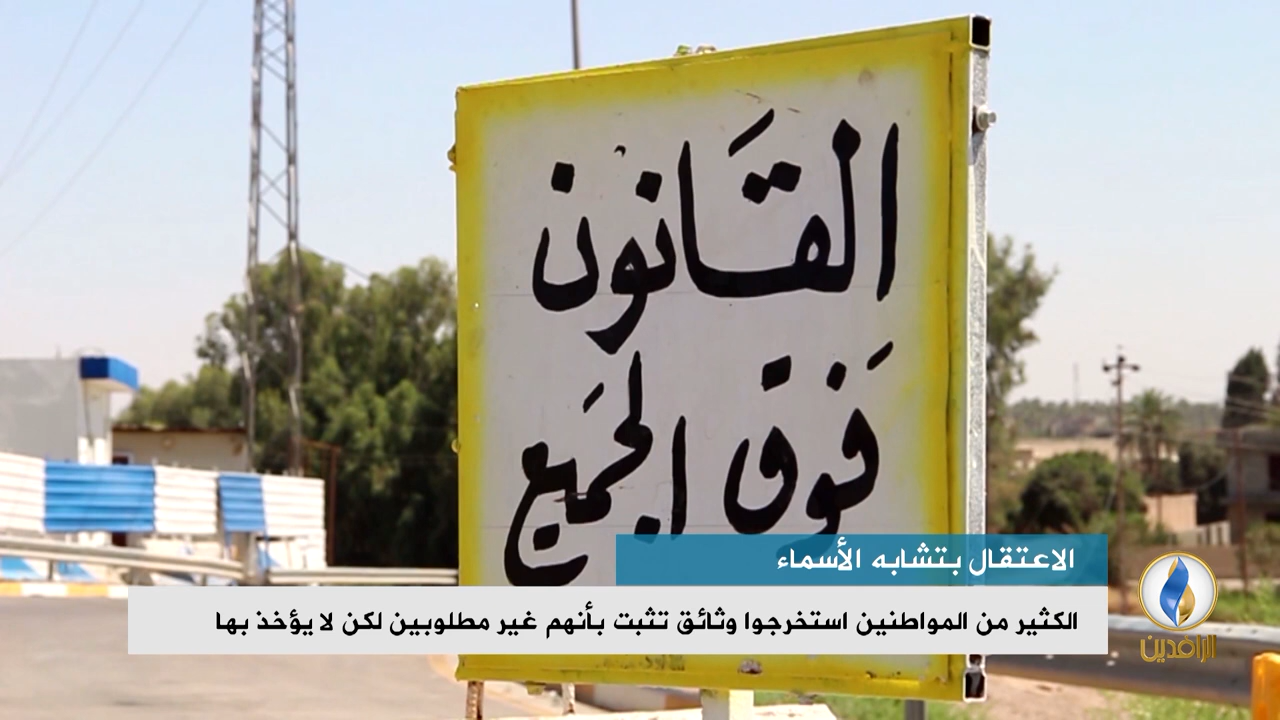 القانون
فوق الجميع
الاعتقال بتشابه الأسماء
الكثير من المواطنين استخرجوا وثائق تثبت بأنهم غير مطلوبين لكن لا يؤخذ بها
الرافدين